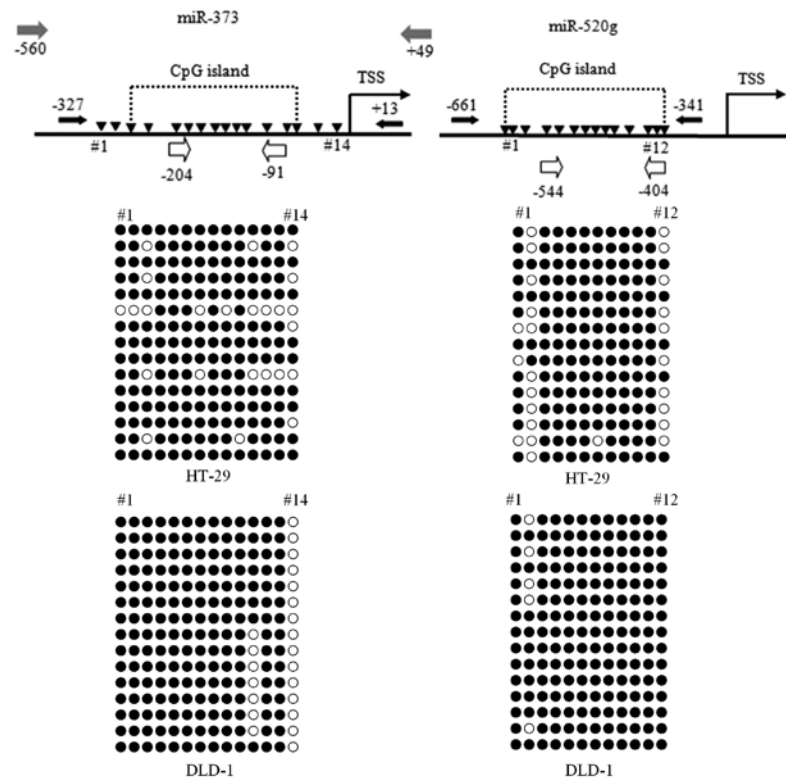 miR-373
-560
CpG island
TSS
-327
+13
#1
#14
-204
-91
miR-520g
+49
CpG island
TSS
-661
-341
#1
#12
-544
-404
#1
#14
HT-29
#1
#12
HT-29
#1
#14
DLD-1
#1
#12
DLD-1